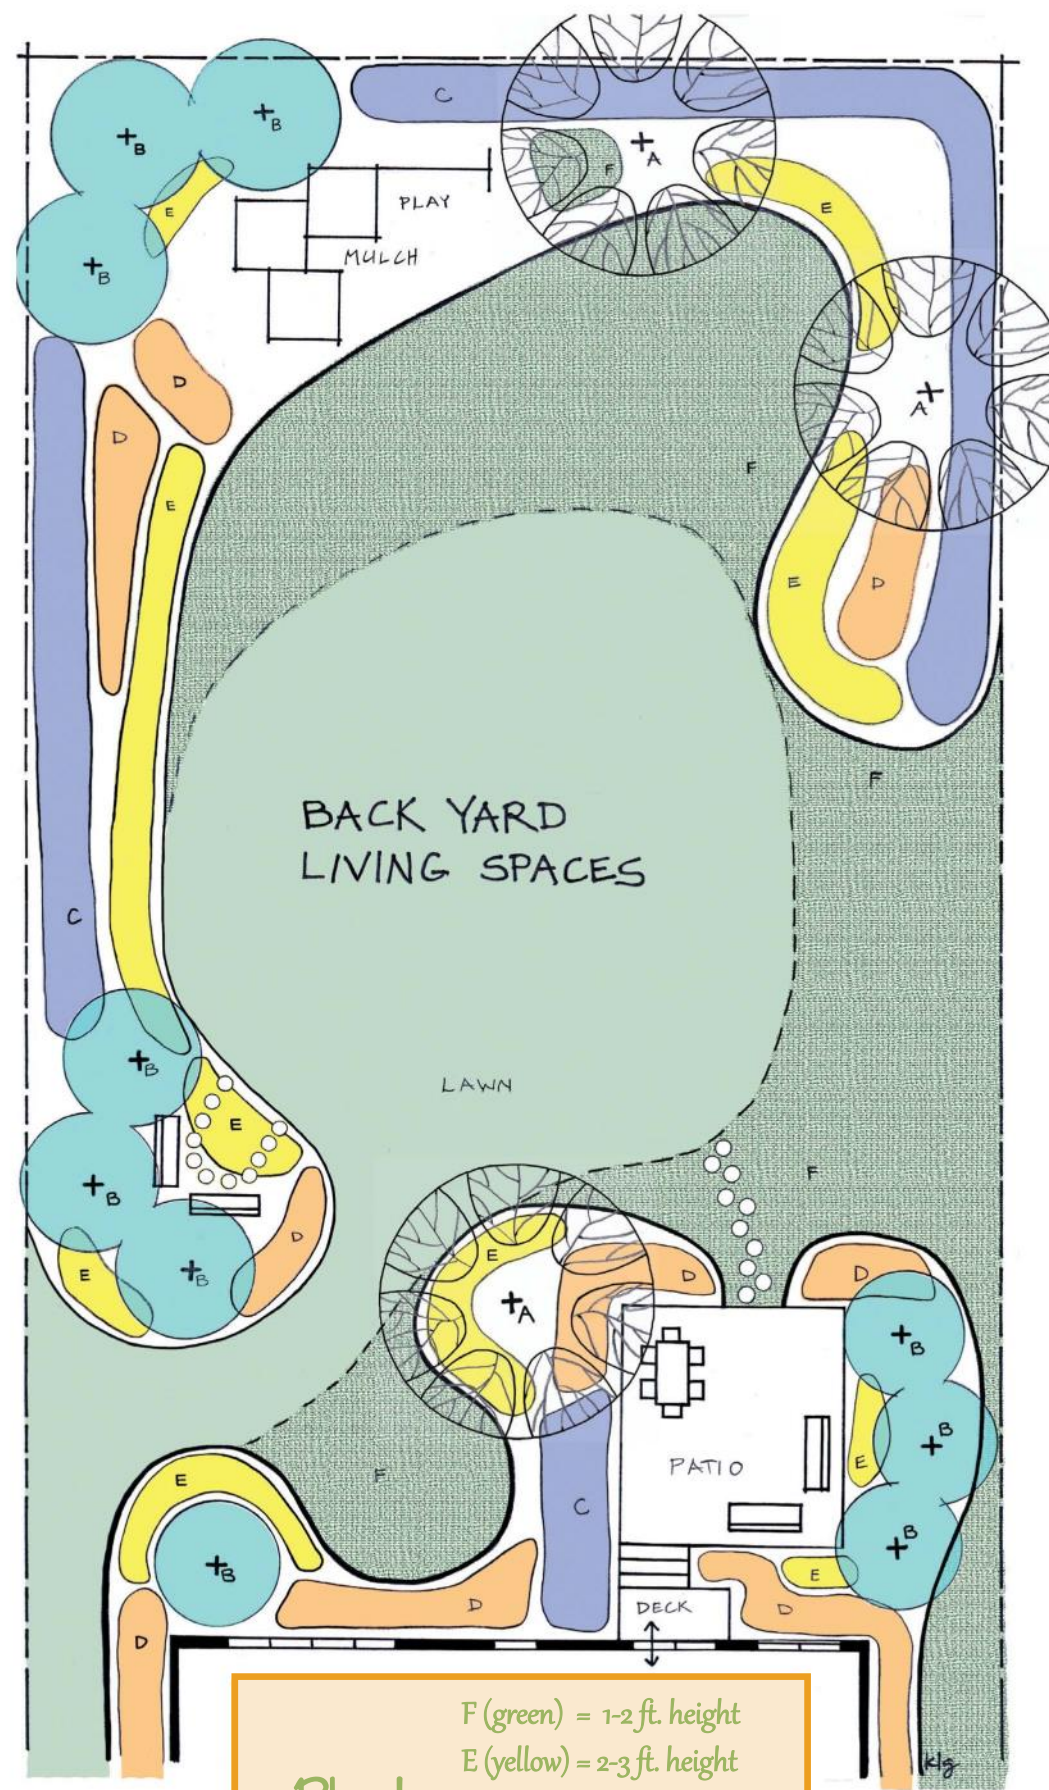 C
B
B
A
F
PLAY
E
E
MULCH
B
D
A
D
E
F
E
D
BACK YARD
LIVING SPACES
F
C
B
LAWN
E
F
B
D
E
E
B
D
D
A
B
B
PATIO
E
E
F
C
B
B
E
D
D
DECK
D
klg
F (green) = 1-2 ft. height
E (yellow) = 2-3 ft. height